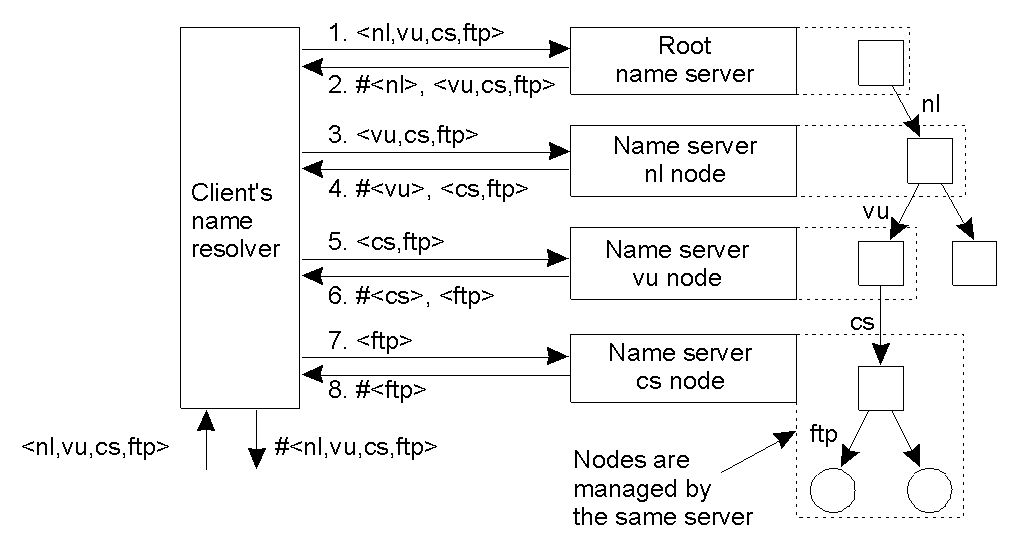 1. <nl,vu,cs,ftp>
2. #<nl>, <vu,cs,ftp>
Root
name server
nl
3. <vu,cs,ftp>
4. #<vu>, <cs,ftp>
Name server
nl node
vu
Client's
name
resolver
5. <cs,ftp>
6. #<cs>, <ftp>
Name server
vu node
cs
7. <ftp>
8. #<ftp>
Name server
cs node
ftp
<nl,vu,cs,ftp>
#<nl,vu,cs,ftp>
Nodes are
managed by
the same server